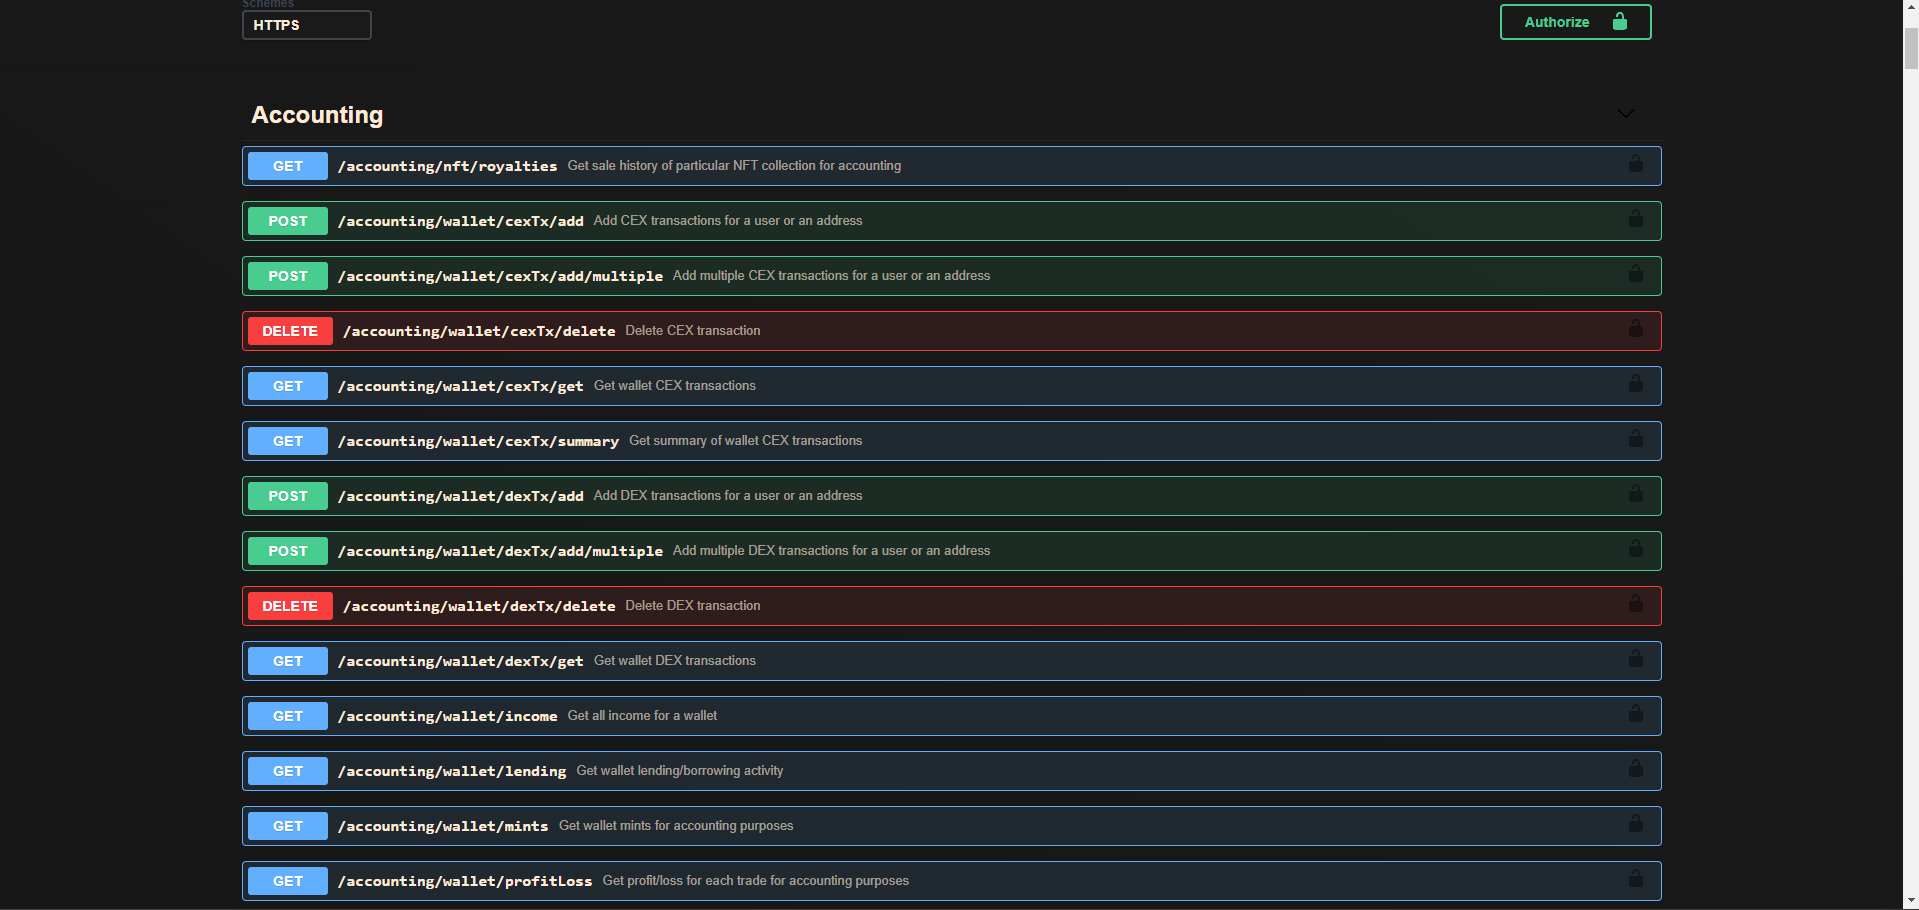 Schemes
HTTPS
Authorize
Accounting
GET /accounting/nft/royalties Get sale history of particular NFT collection for accounting
POST /accounting/wallet/cexTx/add Add CEX transactions for a user or an address
POST /accounting/wallet/cexTx/add/multiple Add multiple CEX transactions for a user or an address
DELETE /accounting/wallet/cexTx/delete Delete CEX transaction
GET /accounting/wallet/cexTx/get Get wallet CEX transactions
GET /accounting/wallet/cexTx/summary Get summary of wallet CEX transactions
POST /accounting/wallet/dexTx/add Add DEX transactions for a user or an address
POST /accounting/wallet/dexTx/add/multiple Add multiple DEX transactions for a user or an address
DELETE /accounting/wallet/dexTx/delete Delete DEX transaction
GET /accounting/wallet/dexTx/get Get wallet DEX transactions
GET /accounting/wallet/income Get all income for a wallet
GET /accounting/wallet/lending Get wallet lending/borrowing activity
GET /accounting/wallet/mints Get wallet mints for accounting purposes
GET /accounting/wallet/profitLoss Get profit/loss for each trade for accounting purposes